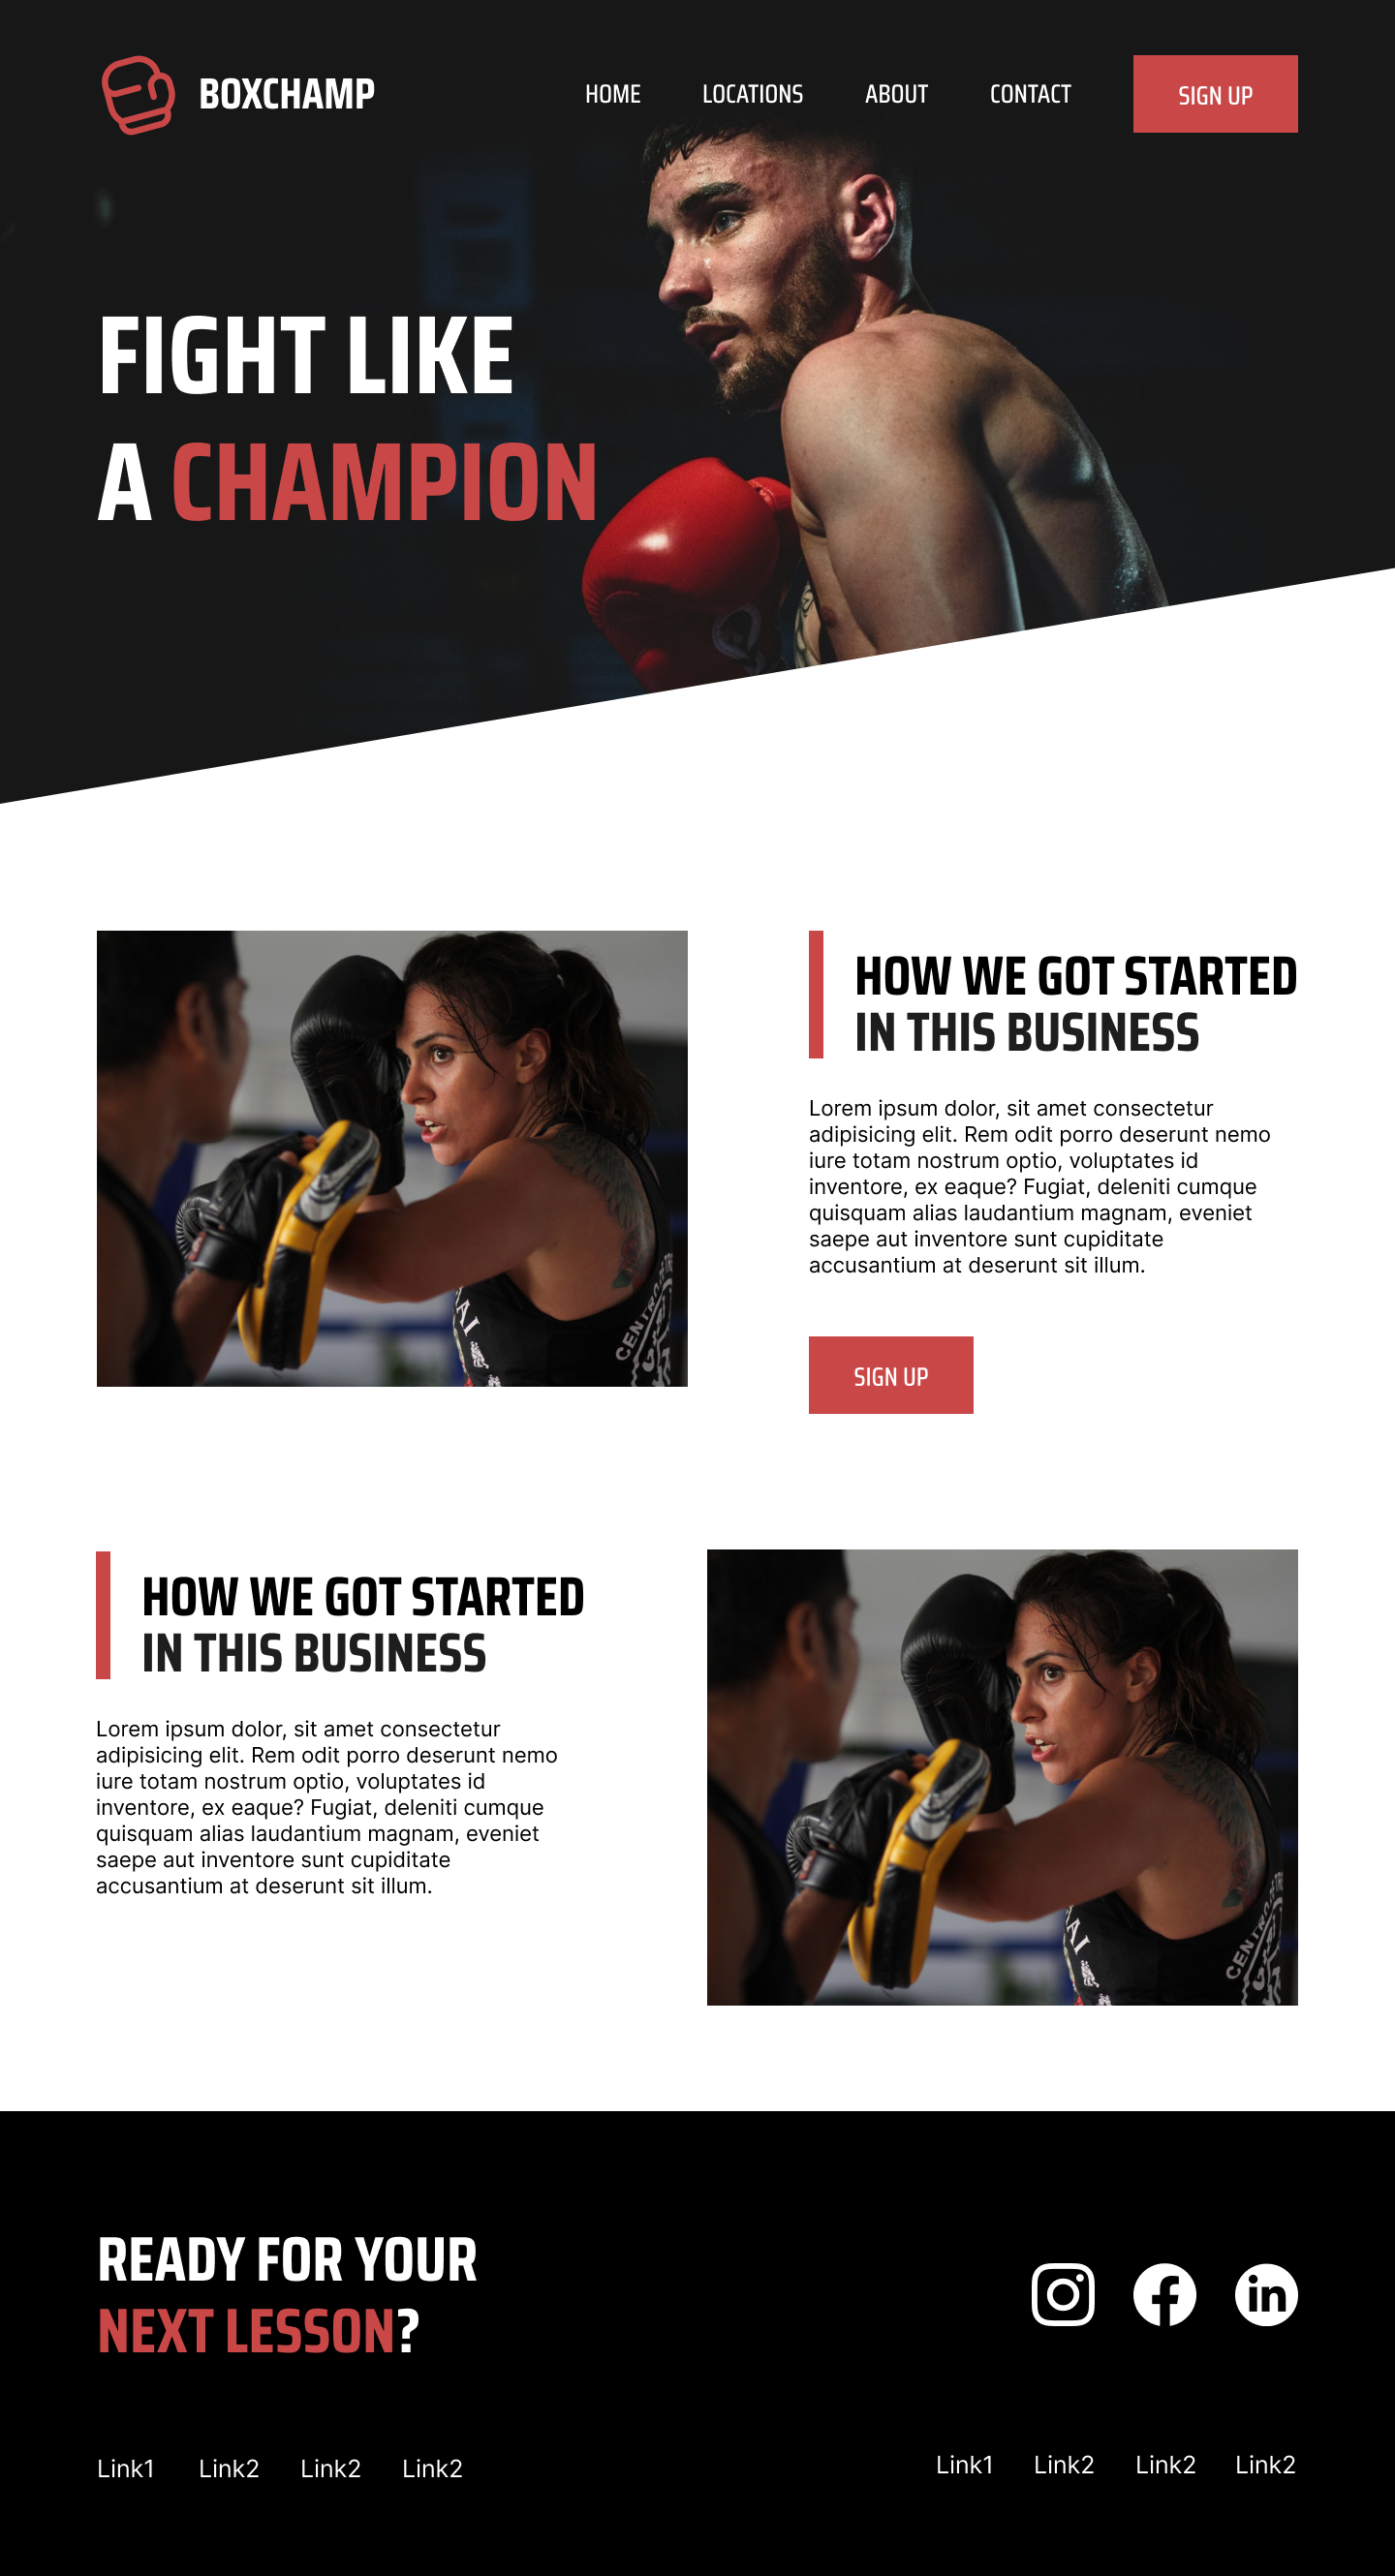 BOXCHAMP
HOME LOCATIONS ABOUT CONTACT SIGN UP
FIGHT LIKE
A CHAMPION
HOW WE GOT STARTED
IN THIS BUSINESS
Lorem ipsum dolor, sit amet consectetur
adipisicing elit. Rem odit porro deserunt nemo
iure totam nostrum optio, voluptates id
inventore, ex eaque? Fugiat, deleniti cumque
quisquam alias laudantium magnam, eveniet
saepe aut inventore sunt cupiditate
accusantium at deserunt sit illum.
SIGN UP
HOW WE GOT STARTED
IN THIS BUSINESS
Lorem ipsum dolor, sit amet consectetur
adipisicing elit. Rem odit porro deserunt nemo
iure totam nostrum optio, voluptates id
inventore, ex eaque? Fugiat, deleniti cumque
quisquam alias laudantium magnam, eveniet
saepe aut inventore sunt cupiditate
accusantium at deserunt sit illum.
READY FOR YOUR
NEXT LESSON?
in
Link1 Link2 Link2 Link2
Link1 Link2 Link2 Link2